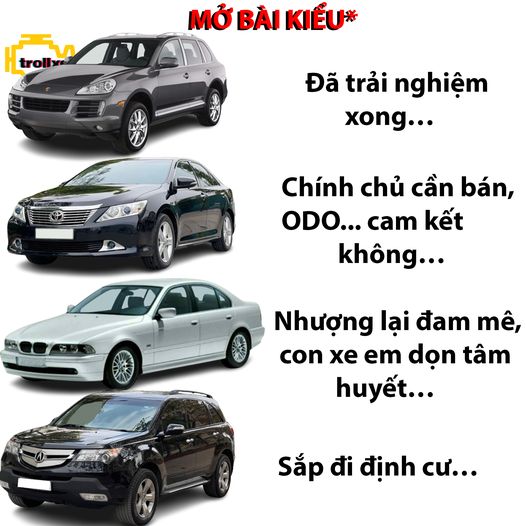 MỞ BÀI KIỂU*
trollxe
Đã trải nghiệm
xong...
Chính chủ cần bán,
ODO... cam kết
không...
Nhượng lại đam mê,
con xe em dọn tâm
huyết...
Sắp đi định cư...